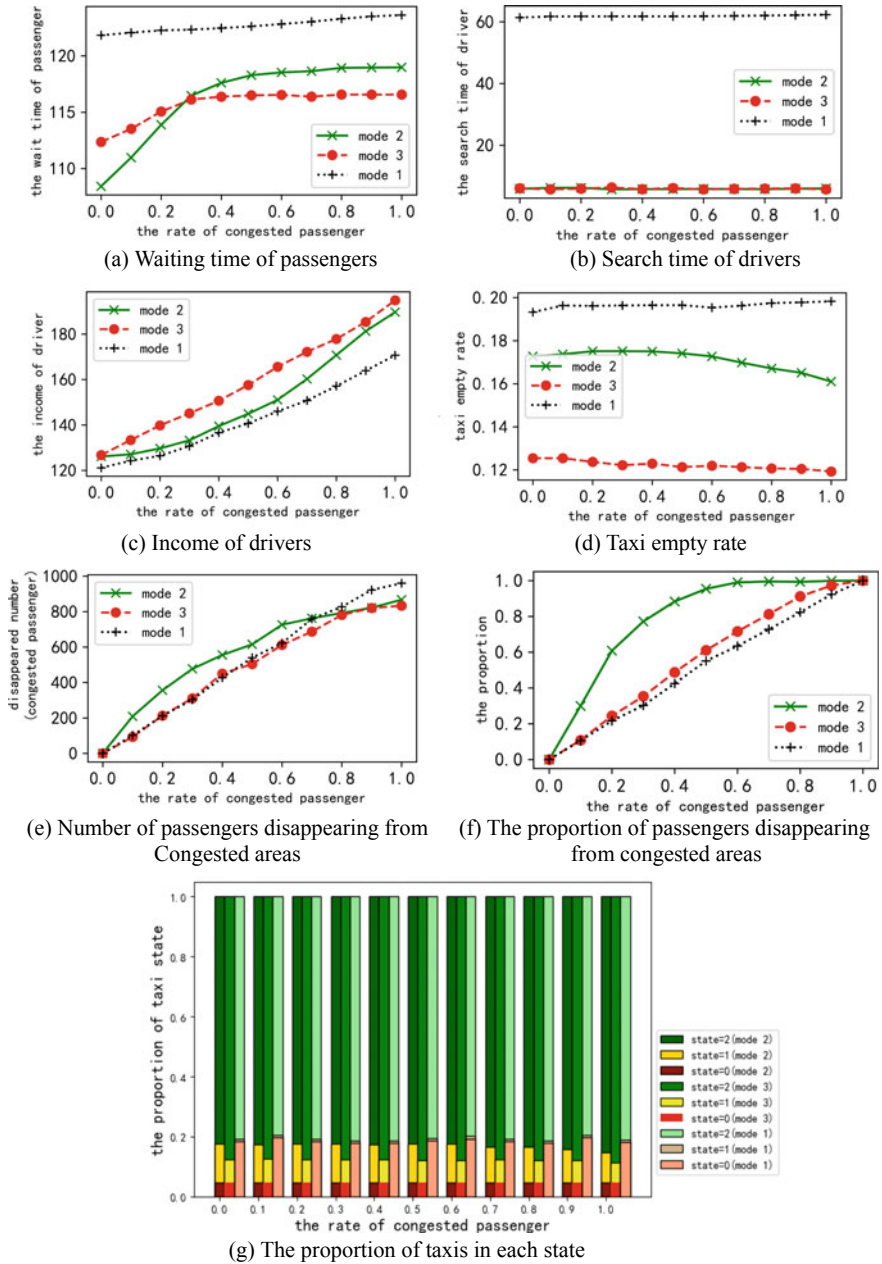 the wait time of passenger
120
115
110
mode 2
mode 3
mode 1
0.0 0.2 0.4 0.6 0.8 1.0
the rate of congested passenger
(a) Waiting time of passengers
the search time of driver
60
40
20
mode 2
mode 3
mode 1
0.0 0.2 0.4 0.6 0.8 1.0
the rate of congested passenger
(b) Search time of drivers
the income of driver
180
160
140
120
mode 2
mode 3
mode 1
0.0 0.2 0.4 0.6 0.8 1.0
the rate of congested passenger
(c) Income of drivers
taxi empty rate
0.20
0.18
0.16
0.14
0.12
mode 2
mode 3
mode 1
0.0 0.2 0.4 0.6 0.8 1.0
the rate of congested passenger
(d) Taxi empty rate
disappeared number
(congested passenger)
1000
800
600
400
200
0
mode 2
mode 3
mode 1
0.0 0.2 0.4 0.6 0.8 1.0
the rate of congested passenger
(e) Number of passengers disappearing from
Congested areas
the proportion
1.0
0.8
0.6
0.4
0.2
0.0
mode 2
mode 3
mode 1
0.0 0.2 0.4 0.6 0.8 1.0
the rate of congested passenger
(f) The proportion of passengers disappearing
from congested areas
the proportion of taxi state
1.0
0.8
0.6
0.4
0.2
0.0
0.0 0.1 0.2 0.3 0.4 0.5 0.6 0.7 0.8 0.9 1.0
the rate of congested passenger
state=2(mode 2)
state=1(mode 2)
state=0(mode 2)
state=2(mode 3)
state=1(mode 3)
state=0(mode 3)
state=2(mode 1)
state=1(mode 1)
state=0(mode 1)
(g) The proportion of taxis in each state